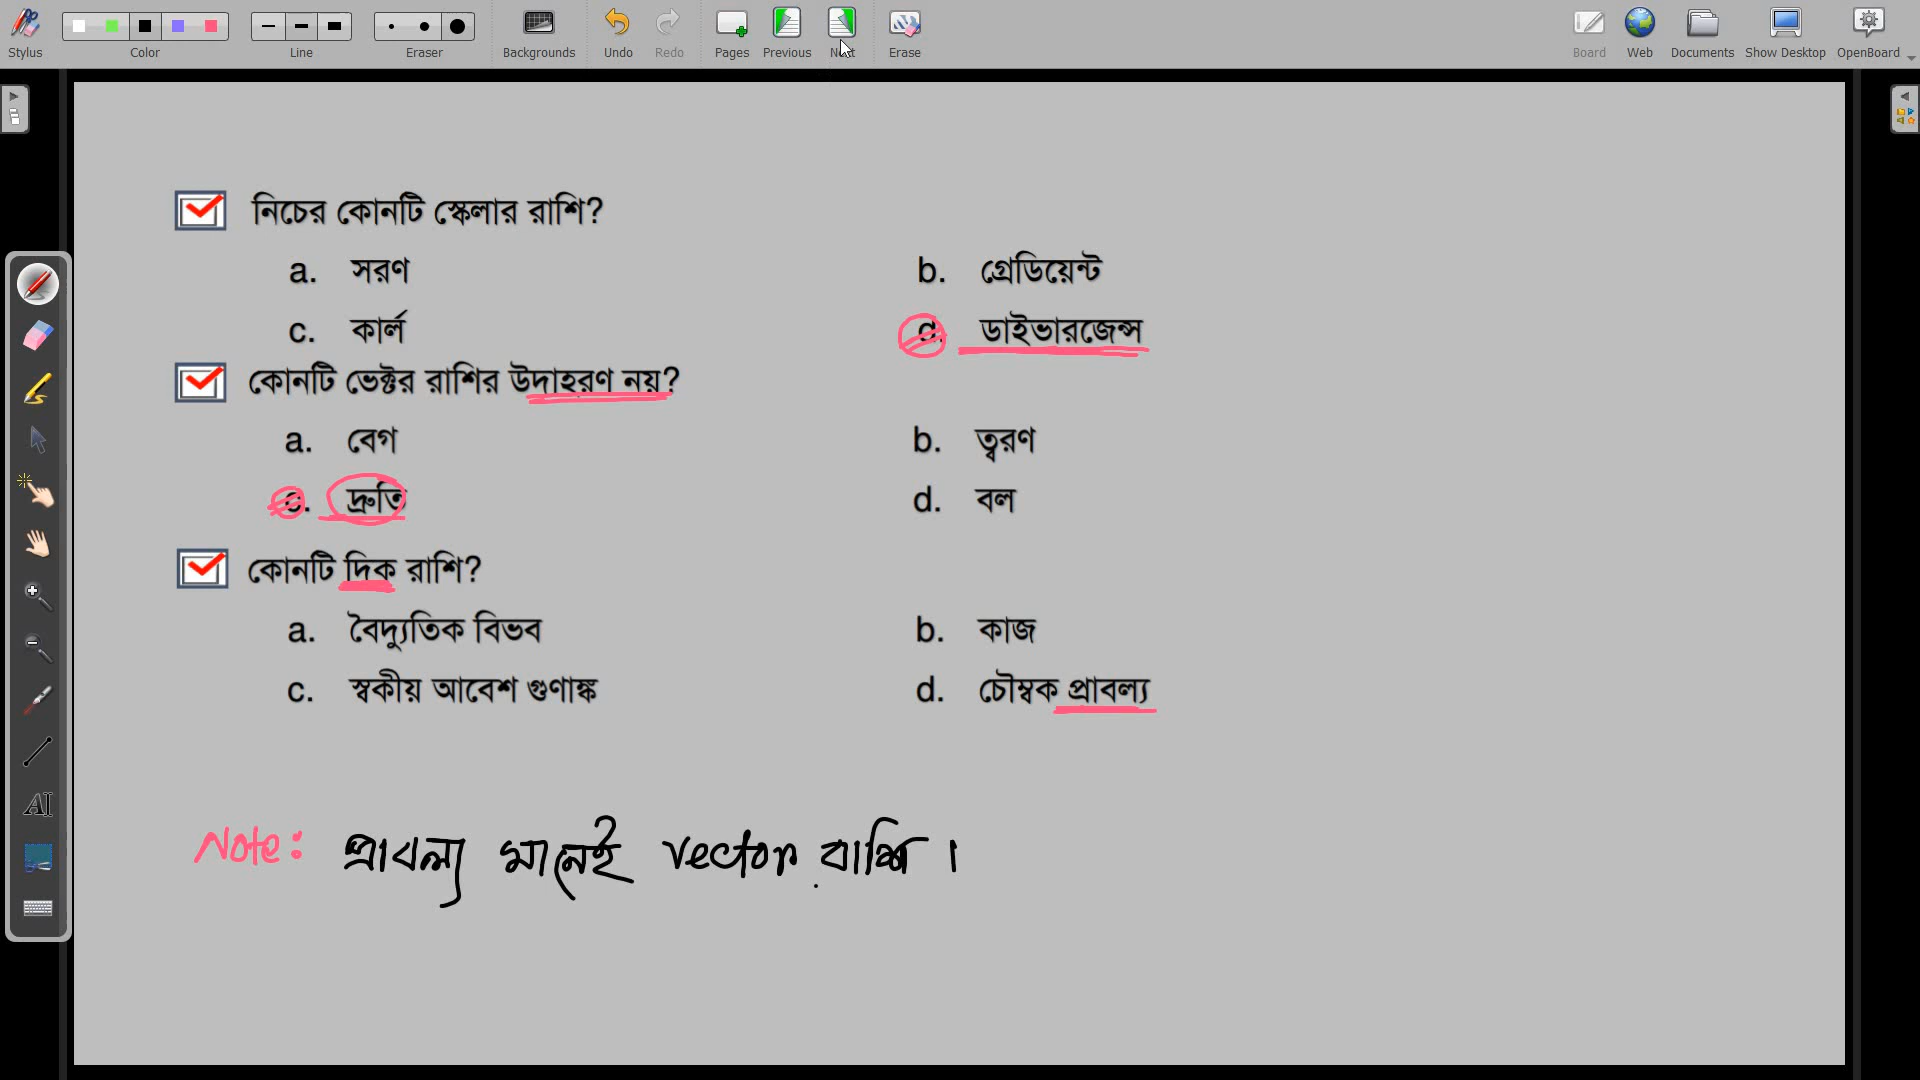 Stylus Color Line Eraser Backgrounds Undo Redo Pages Previous Next Erase Board Web Documents Show Desktop OpenBoard
নিচের কোনটি স্কেলার রাশি?
a. সরণ b. গ্রেডিয়েন্ট
c. কার্ল d. ডাইভারজেন্স
কোনটি ভেক্টর রাশির উদাহরণ নয়?
a. বেগ b. ত্বরণ
c. দ্রুতি d. বল
কোনটি দিক রাশি?
a. বৈদ্যুতিক বিভব b. কাজ
c. স্বকীয় আবেশ গুণাঙ্ক d. চৌম্বক প্রাবল্য
Note: প্রাবল্য মানেই vector রাশি ।